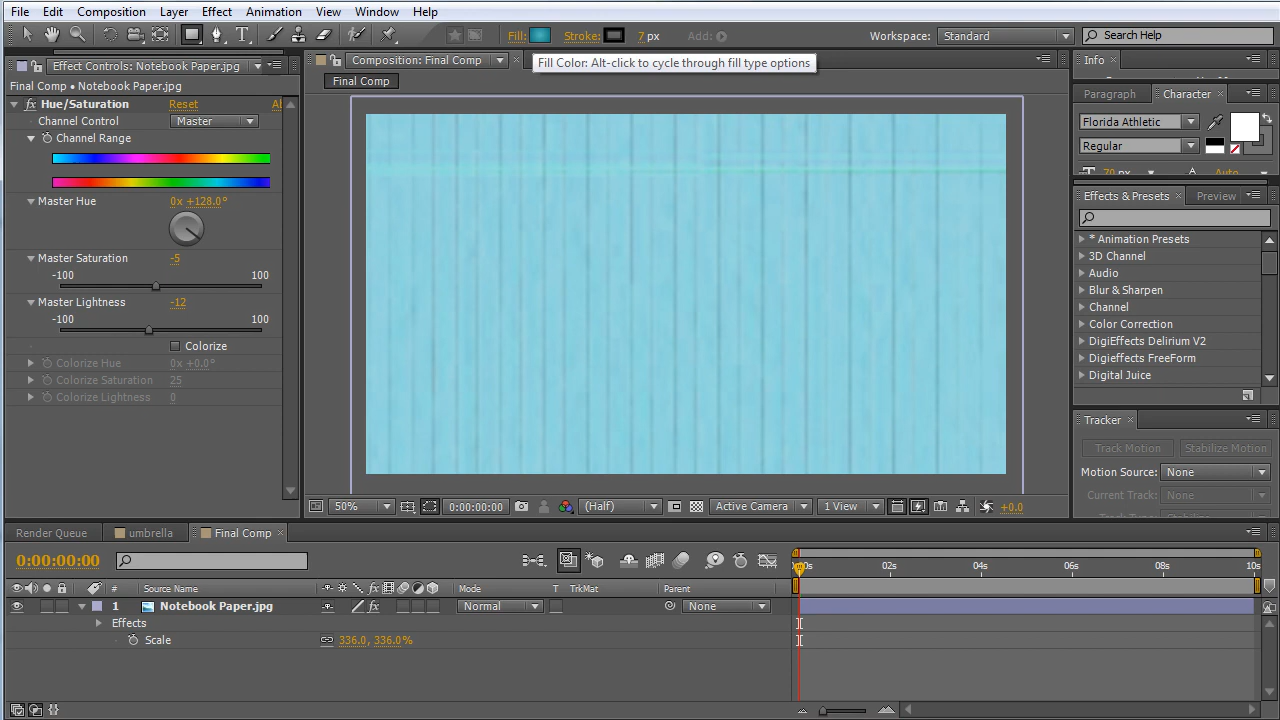 File Edit Composition Layer Effect Animation View Window Help
Fill: Stroke: 7 px Add: Workspace: Standard Search Help
Effect Controls: Notebook Paper.jpg Composition: Final Comp Fill Color: Alt-click to cycle through fill type options Info
Final Comp • Notebook Paper.jpg Final Comp
Hue/Saturation Reset
Channel Control Master
Channel Range
Master Hue 0x +128.0°
Master Saturation -5
-100 100
Master Lightness -12
-100 100
Colorize
Colorize Hue 0x +0.0°
Colorize Saturation 25
Colorize Lightness 0
Paragraph Character
Florida Athletic
Regular
70 px Auto
Effects & Presets Preview
* Animation Presets
3D Channel
Audio
Blur & Sharpen
Channel
Color Correction
DigiEffects Delirium V2
Digieffects FreeForm
Digital Juice
Tracker
Track Motion Stabilize Motion
Motion Source: None
Current Track: None
50% 0:00:00:00 (Half) Active Camera 1 View +0.0
Render Queue umbrella Final Comp
0:00:00:00
02s 04s 06s 08s 10s
# Source Name Mode T TrkMat Parent
1 Notebook Paper.jpg Normal None
Effects
Scale 336.0, 336.0%